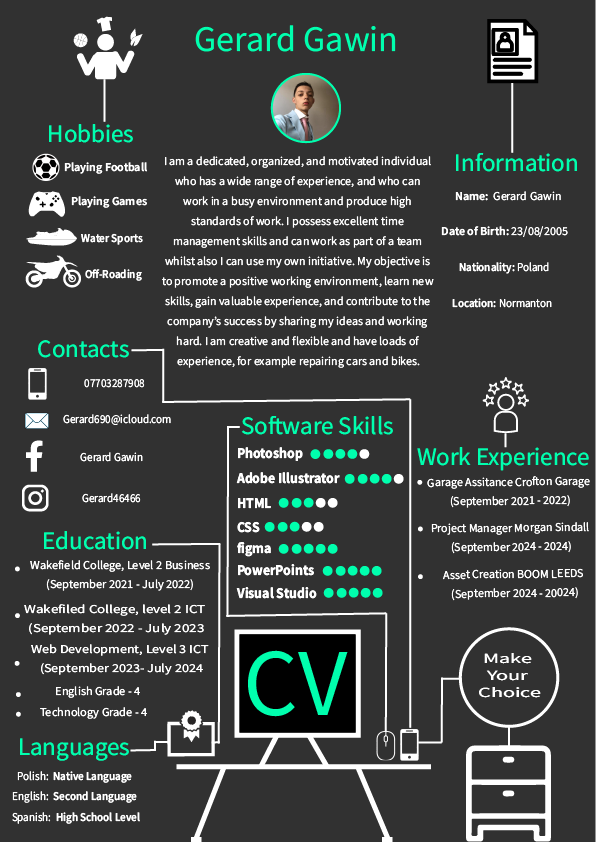 Gerard Gawin
Hobbies
Playing Football
Playing Games
Water Sports
Off-Roading
I am a dedicated, organized, and motivated individual
who has a wide range of experience, and who can
work in a busy environment and produce high
standards of work. I possess excellent time
management skills and can work as part of a team
whilst also I can use my own initiative. My objective is
to promote a positive working environment, learn new
skills, gain valuable experience, and contribute to the
company's success by sharing my ideas and working
hard. I am creative and flexible and have loads of
experience, for example repairing cars and bikes.
Information
Name: Gerard Gawin
Date of Birth: 23/08/2005
Nationality: Poland
Location: Normanton
Contacts
07703287908
Gerard690@icloud.com
Gerard Gawin
Gerard46466
Software Skills
Photoshop
Adobe Illustrator
HTML
CSS
figma
PowerPoints
Visual Studio
Work Experience
Garage Assitance Crofton Garage
(September 2021 - 2022)
Project Manager Morgan Sindall
(September 2024 - 2024)
Asset Creation BOOM LEEDS
(September 2024 - 20024)
Education
Wakefield College, Level 2 Business
(September 2021 - July 2022)
Wakefiled College, level 2 ICT
(September 2022 - July 2023
Web Development, Level 3 ICT
(September 2023- July 2024
English Grade - 4
Technology Grade - 4
Languages
Polish: Native Language
English: Second Language
Spanish: High School Level
CV
Make
Your
Choice